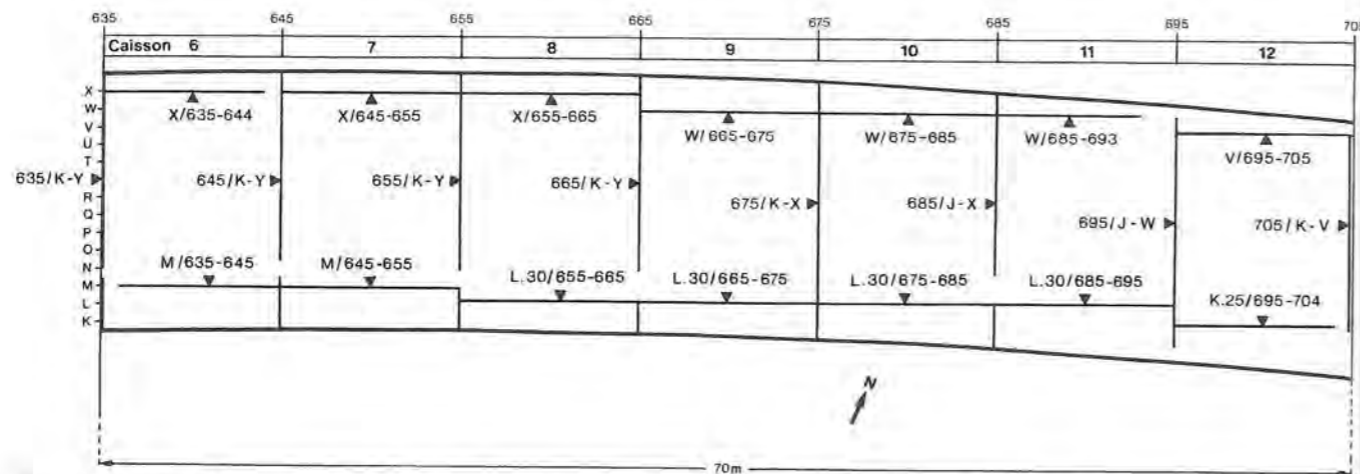 635 645 655 665 675 685 695 70
Caisson 6 7 8 9 10 11 12
X
W
V
U
T
R
Q
P
O
N
M
L
K
X/635-644 X/645-655 X/655-665 W/665-675 W/675-685 W/685-693 V/695-705
635/K-Y 645/K-Y 655/K-Y 665/K-Y 675/K-X 685/J-X 695/J-W 705/K-V
M/635-645 M/645-655 L.30/655-665 L.30/665-675 L.30/675-685 L.30/685-695 K.25/695-704
N
70m